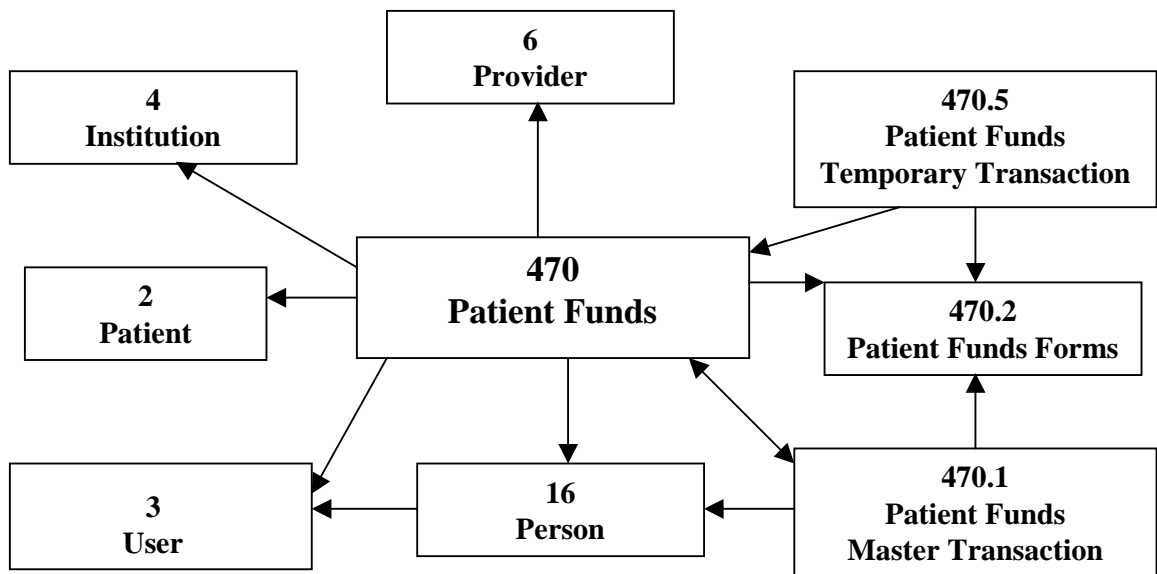 6
Provider
4
Institution
470.5
Patient Funds
Temporary Transaction
470
Patient Funds
2
Patient
470.2
Patient Funds Forms
3
User
16
Person
470.1
Patient Funds
Master Transaction